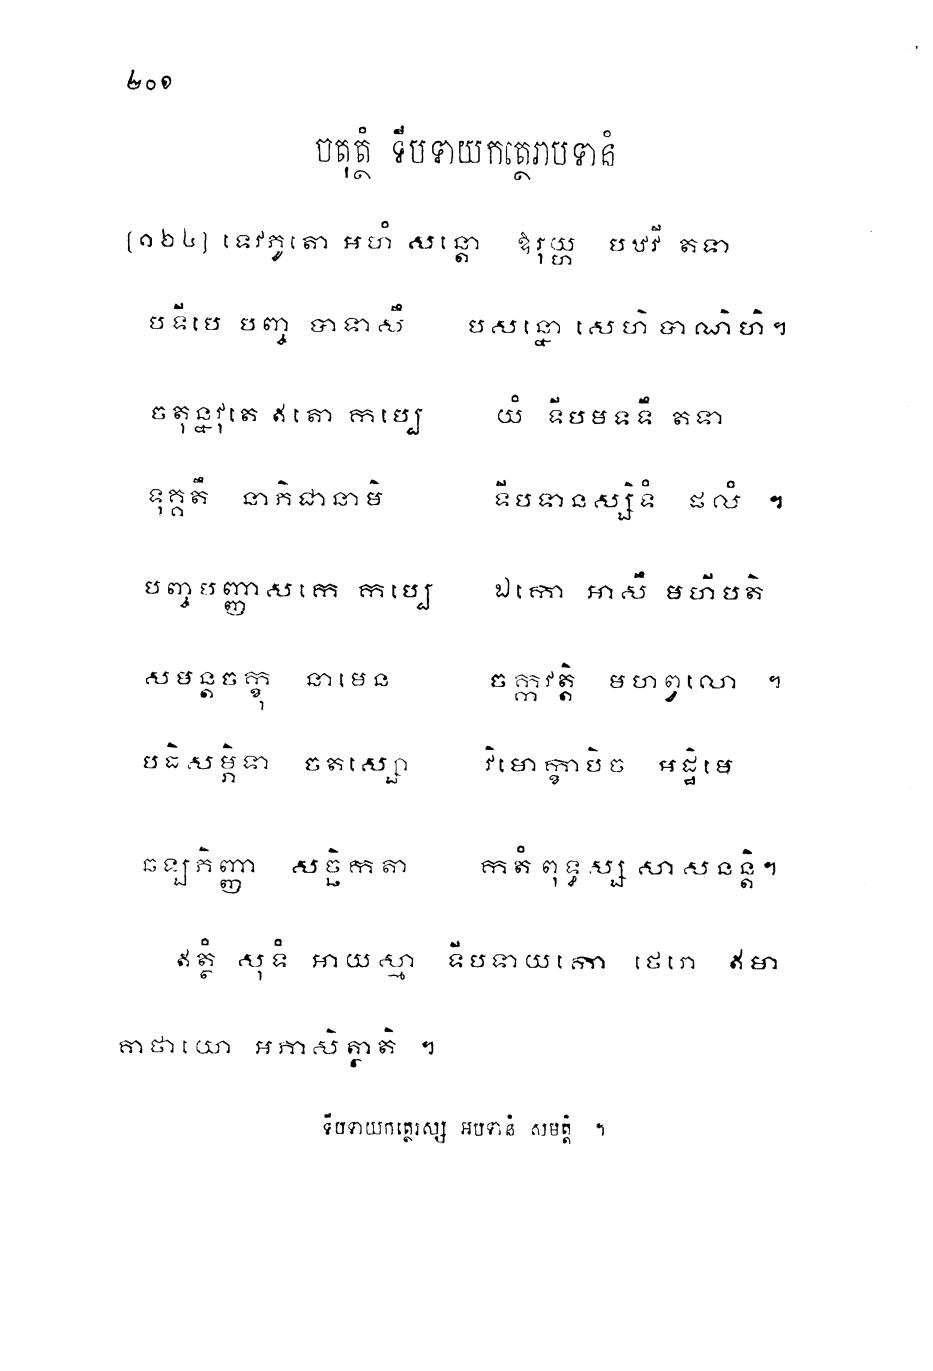 ២០១
ចតុត្ថំ ទីបទាយកត្ថេរាបទានំ
[១២៤] ទេវភូតោ អហំ សន្តោ ឱរុយ្ហ បឋវី តទា
បទីបេ បញ្ច បាទាសឹ បសន្នោ សេហិ បាណិហិ។
ចតុន្នវុតេ ឥតោ កប្បេ យំ ទីបមទទឹ តទា
ទុគ្គតឹ នាភិជានាមិ ទីបទានស្សិទំ ផលំ ។
បញ្ចបញ្ញាសកេ កប្បេ ឯកោ អាសឹ មហីបតិ
សមន្តចក្ខុ នាមេន ចក្កវត្តិ មហព្វលោ ។
បដិសម្ភិទា ចតស្សោ វិមោក្ខាបិច អដ្ឋិមេ
ឆឡ្បភិញ្ញា សច្ឆិកតា កតំ ពុទ្ធស្ស សាសនន្តិ។
ឥត្ថំ សុទំ អាយស្មា ទីបទាយកោ ថេរោ ឥមា
គាថាយោ អភាសិត្ថាតិ ។
ទីបទាយកត្ថេរស្ស អបទានំ សមត្តំ ។